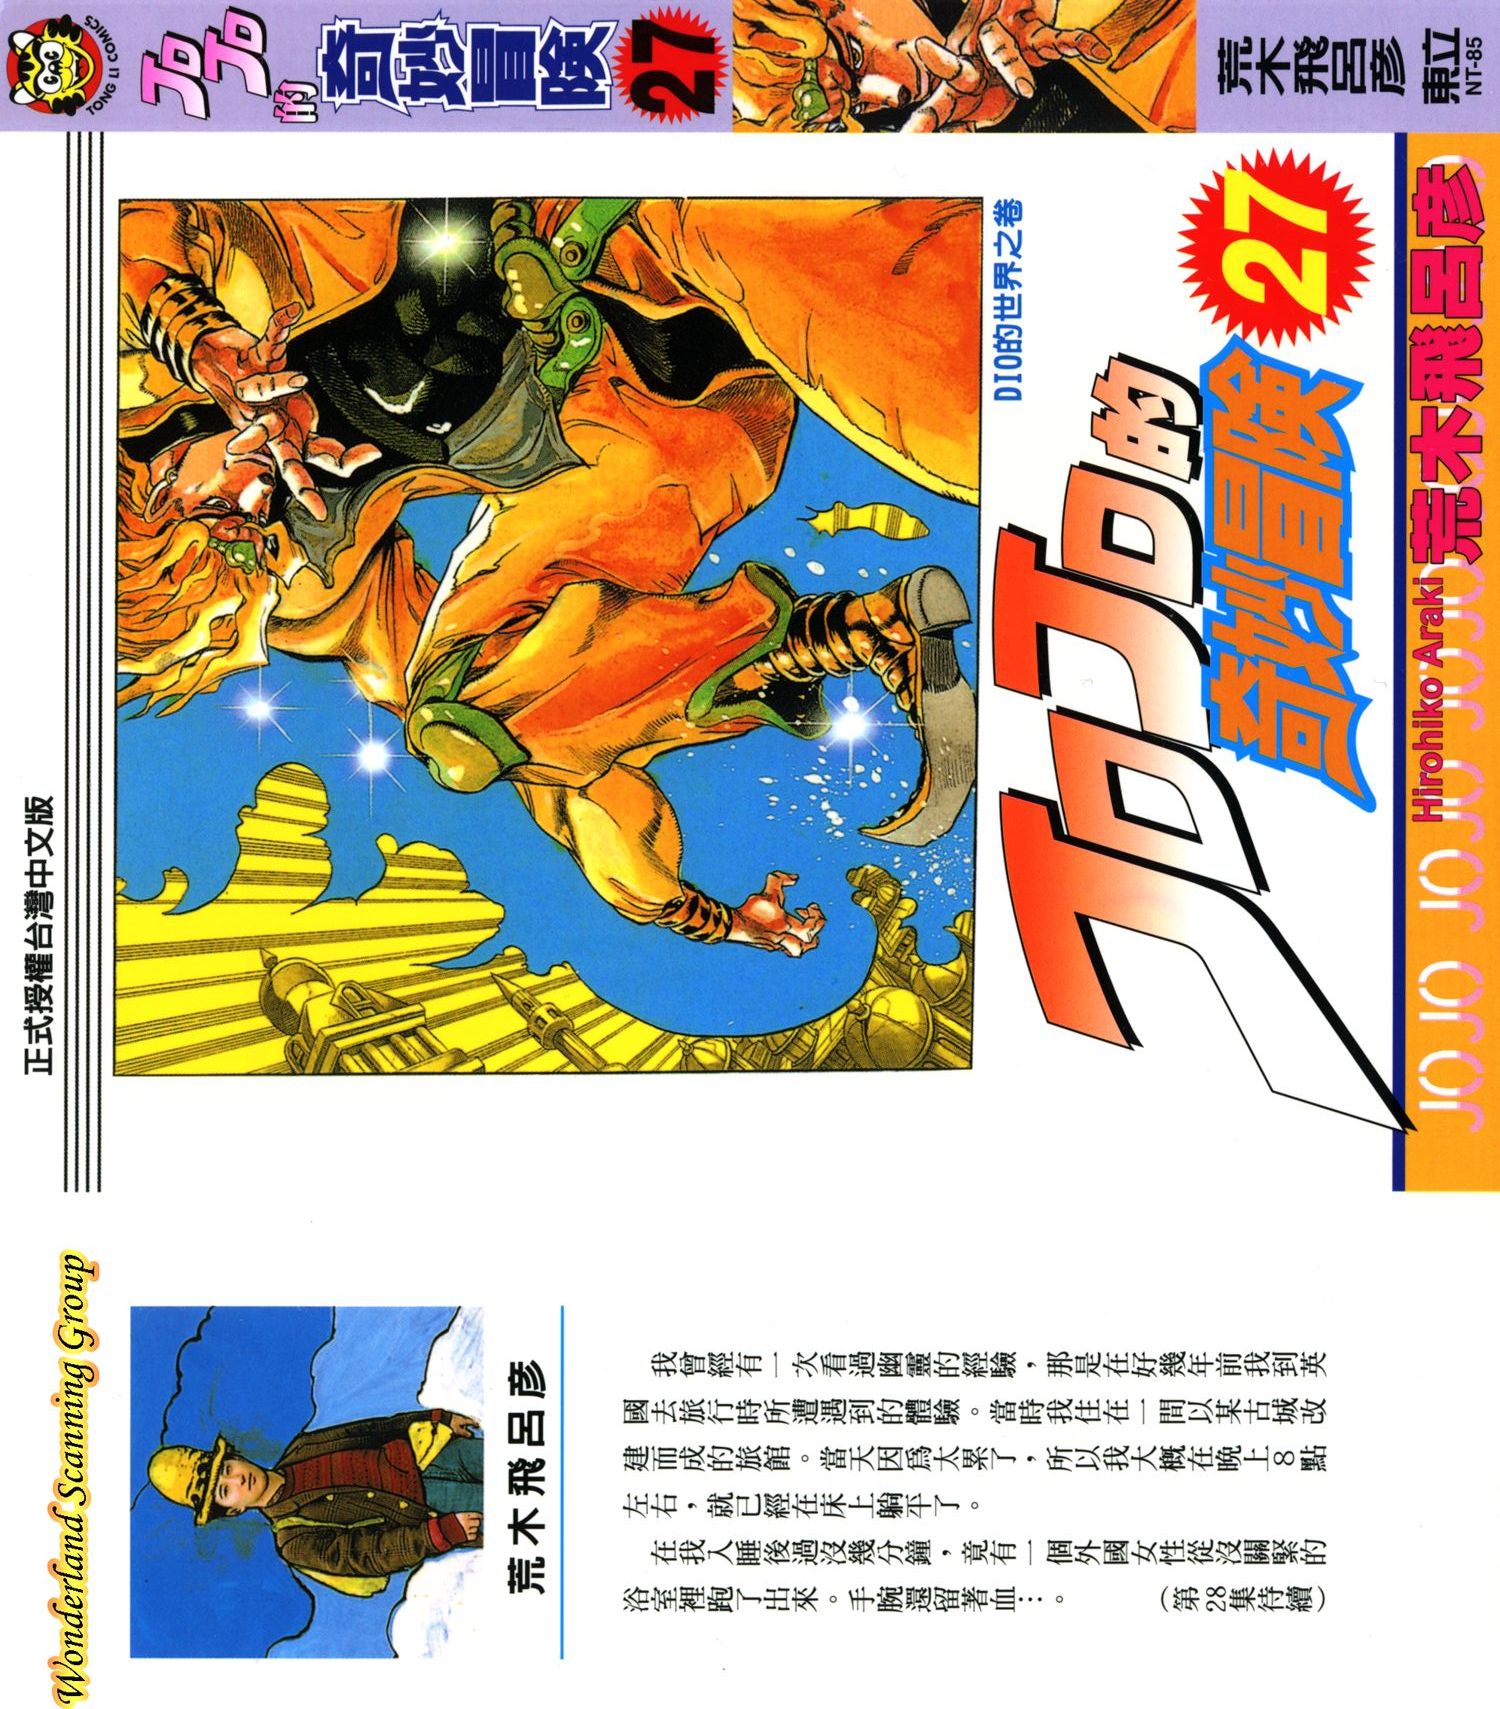 TONG LI COMICS
JOJO的
奇妙冒險
27
荒木飛呂彥
東立
NT-85
JOJO JOJO JOJO JOJO
Hirohiko Araki 荒木飛呂彥
27
JOJO的
奇妙冒險
DIO的世界之卷
正式授權台灣中文版
我曾經有一次看過幽靈的經驗，那是在好幾年前我到英
國去旅行時所遭遇到的體驗。當時我住在一間以某古城改
建而成的旅館。當天因為太累了，所以我大概在晚上8點
左右，就已經在床上躺平了。
在我入睡後過沒幾分鐘，竟有一個外國女性從沒關緊的
浴室裡跑了出來。手腕還留著血…。 （第28集待續）
荒木飛呂彥
Wonderland Scanning Group